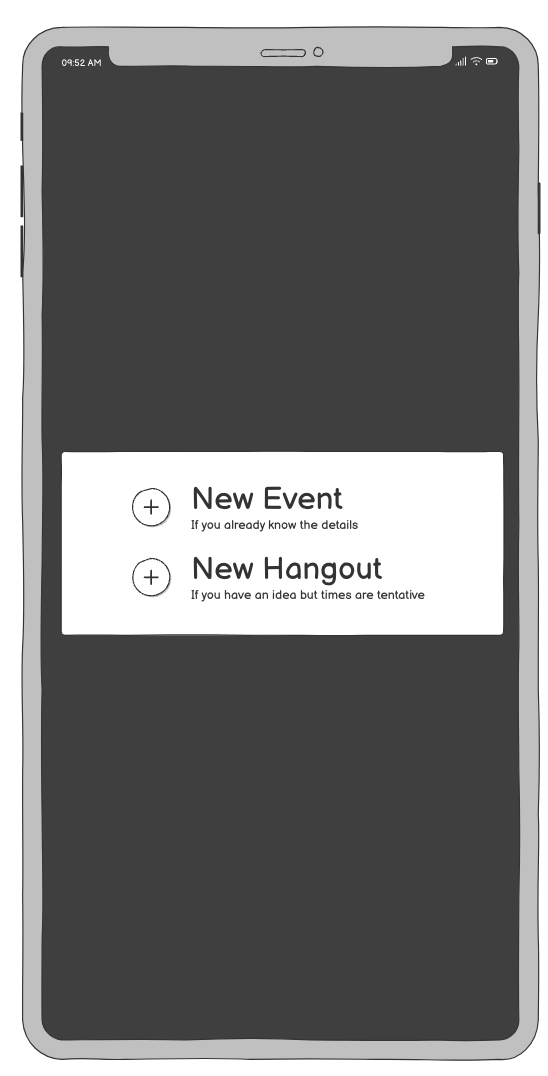 09:52 AM
New Event
If you already know the details
New Hangout
If you have an idea but times are tentative